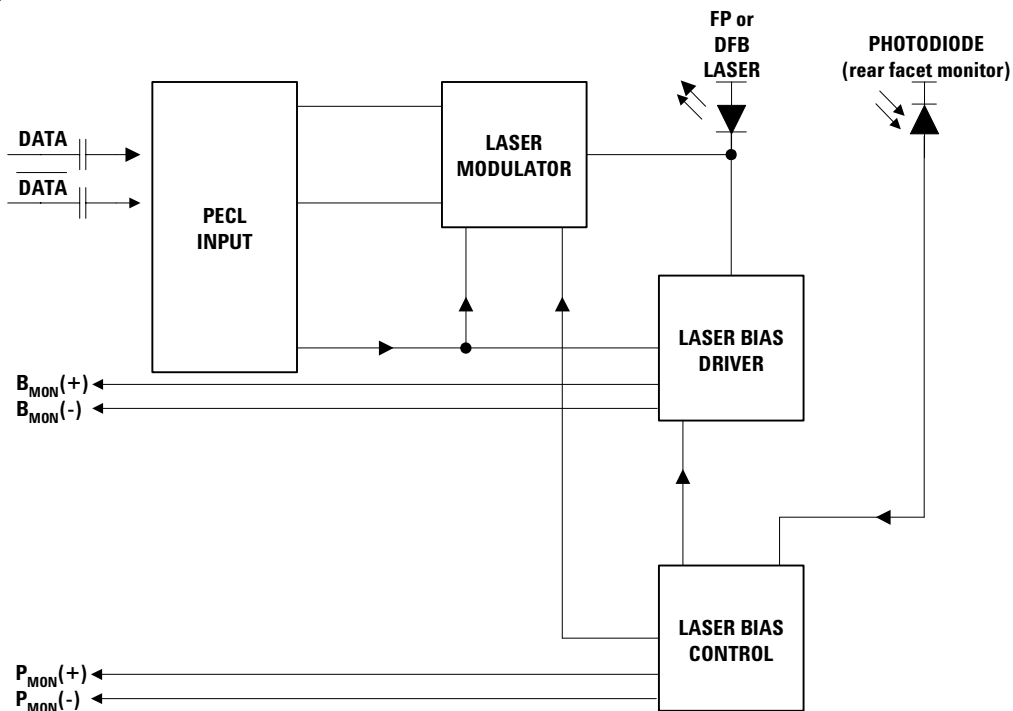 FP or
DFB
LASER
PHOTODIODE
(rear facet monitor)
DATA
DATA
PECL
INPUT
LASER
MODULATOR
LASER BIAS
DRIVER
BMON(+)
BMON(-)
LASER BIAS
CONTROL
PMON(+)
PMON(-)